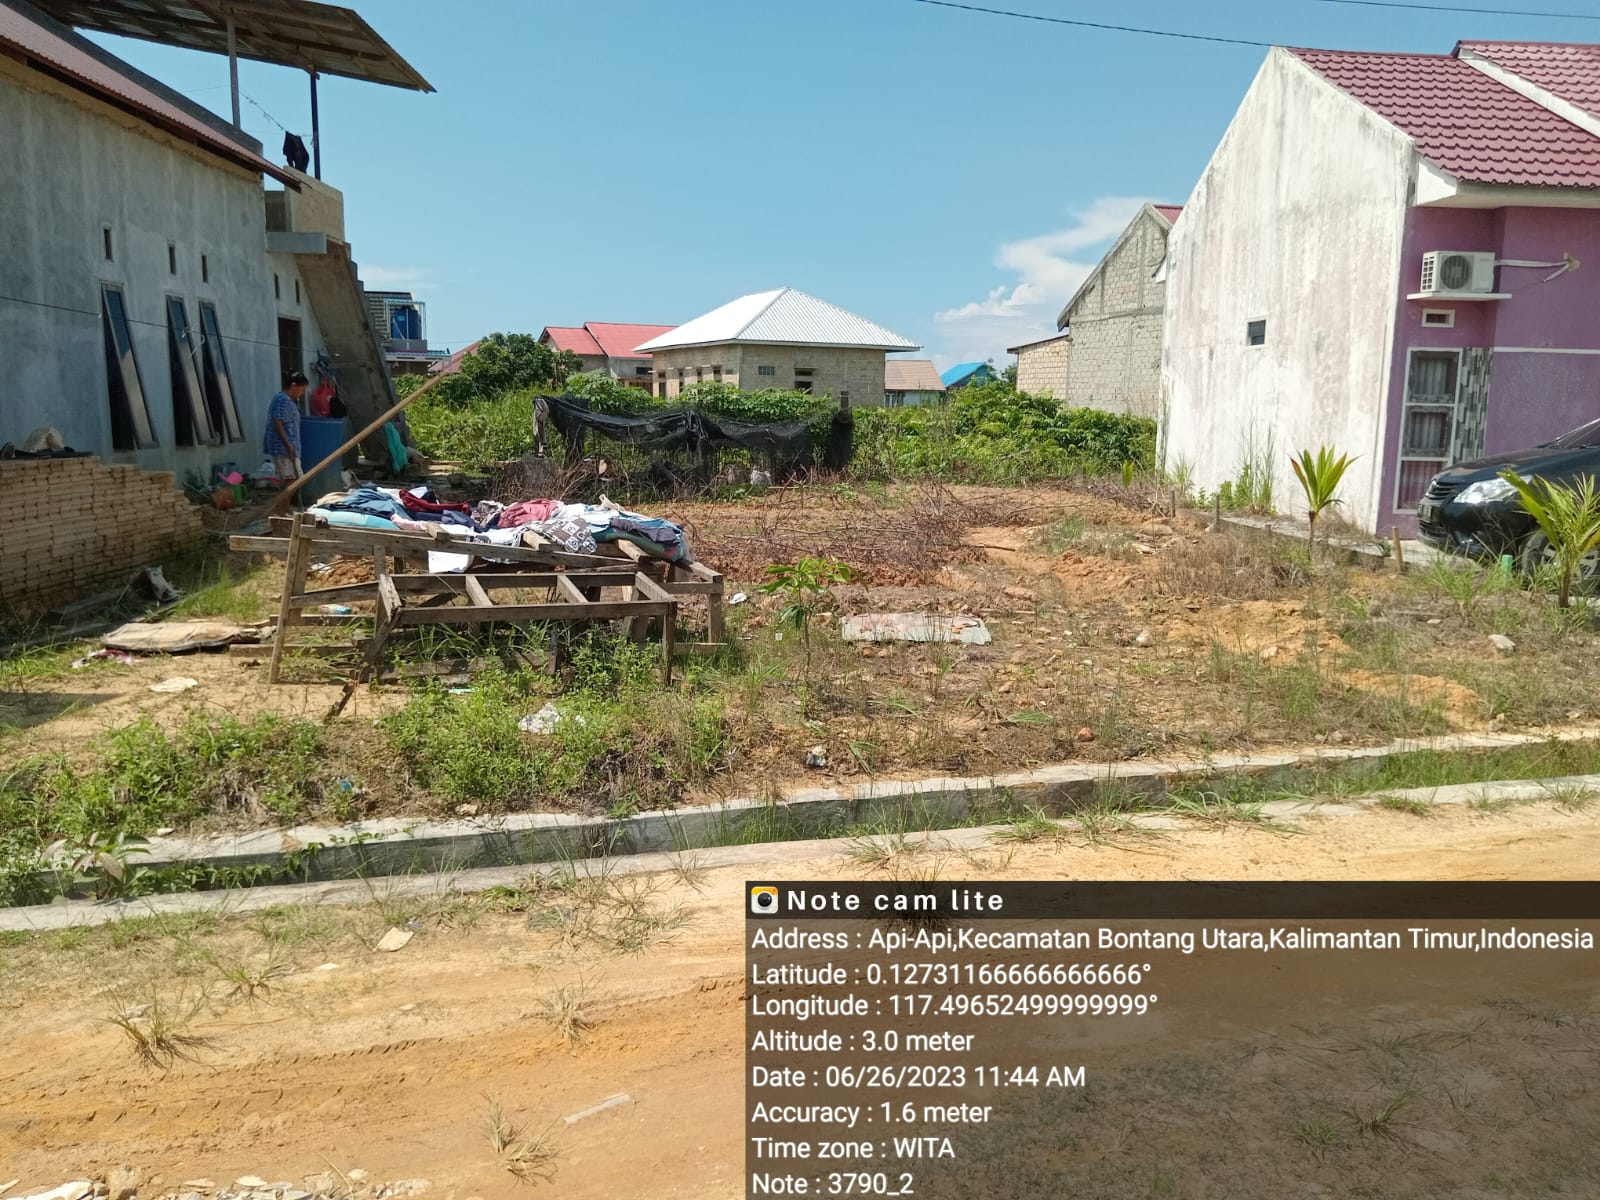 Note cam lite
Address : Api-Api,Kecamatan Bontang Utara,Kalimantan Timur,Indonesia
Latitude : 0.12731166666666666°
Longitude : 117.49652499999999°
Altitude : 3.0 meter
Date : 06/26/2023 11:44 AM
Accuracy : 1.6 meter
Time zone : WITA
Note : 3790_2